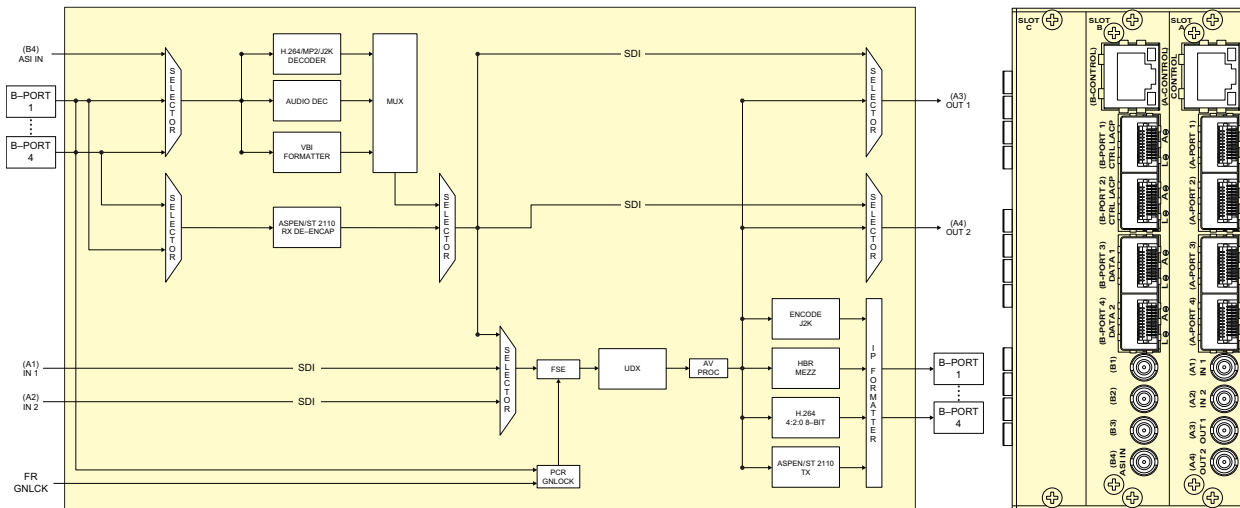 (B4)
ASI IN
B–PORT
1
B–PORT
4
SELECTOR
H.264/MP2/J2K
DECODER
AUDIO DEC
VBI
FORMATTER
MUX
SELECTOR
ASPEN/ST 2110
RX DE–ENCAP
SELECTOR
SDI
SELECTOR
(A3)
OUT 1
SDI
SELECTOR
(A4)
OUT 2
(A1)
IN 1
SDI
(A2)
IN 2
SDI
SELECTOR
FSE
UDX
AV
PROC
ENCODE
J2K
HBR
MEZZ
H.264
4:2:0 8–BIT
ASPEN/ST 2110
TX
IP FORMATTER
B–PORT
1
B–PORT
4
FR
GNLCK
PCR
GNLOCK
SLOT
C
SLOT
B
SLOT
A
(B-CONTROL)
(A-CONTROL)
CONTROL
(B-PORT 1)
CTRL LACP
L A
(A-PORT 1)
L A
(B-PORT 2)
CTRL LACP
L A
(A-PORT 2)
(B-PORT 3)
DATA 1
L A
(A-PORT 3)
(B-PORT 4)
DATA 2
L A
(A-PORT 4)
(B1)
(A1)
IN 1
(B2)
(A2)
IN 2
(B3)
(A3)
OUT 1
(B4)
ASI IN
(A4)
OUT 2